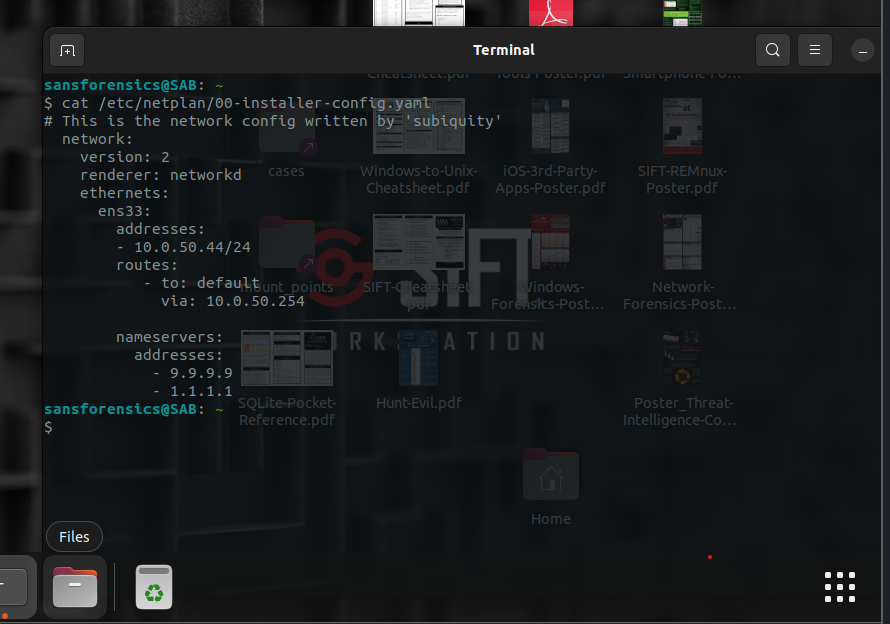 Terminal
Cheatsheet.pdf
Tools-Poster.pdf
Smartphone-Fo…
sansforensics@SAB: ~
$ cat /etc/netplan/00-installer-config.yaml
# This is the network config written by 'subiquity'
  network:
    version: 2
    renderer: networkd
    ethernets:
      ens33:
        addresses:
        - 10.0.50.44/24
        routes:
           - to: default
             via: 10.0.50.254
        nameservers:
          addresses:
            - 9.9.9.9
            - 1.1.1.1
sansforensics@SAB: ~
$
cases
Windows-to-Unix-
Cheatsheet.pdf
iOS-3rd-Party-
Apps-Poster.pdf
SIFT-REMnux-
Poster.pdf
mount_points
SIFT-Cheatsheet.
pdf
Windows-
Forensics-Post…
Network-
Forensics-Post…
SIFT
SQLite-Pocket-
Reference.pdf
Hunt-Evil.pdf
Poster_Threat-
Intelligence-Co…
Home
Files